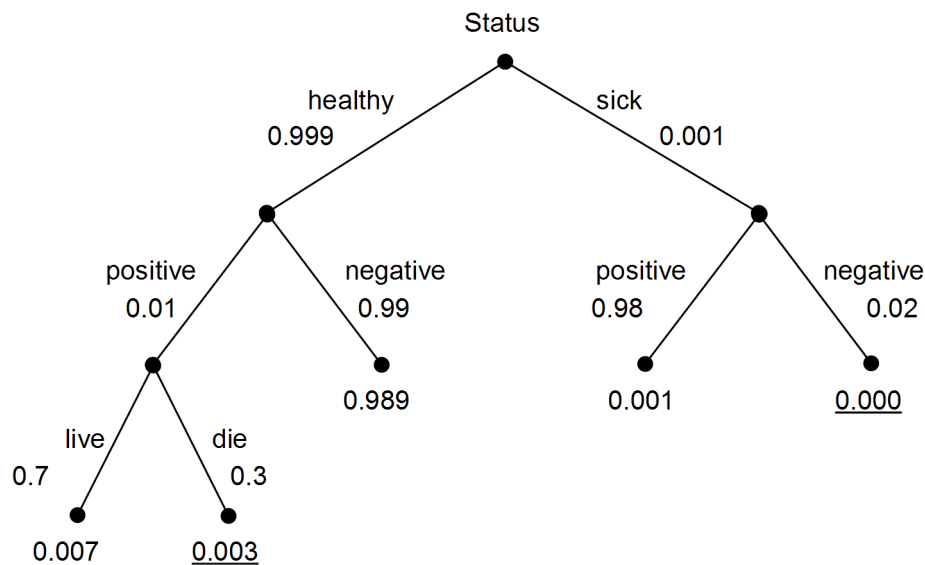 Status
healthy
sick
0.999
0.001
positive
negative
positive
negative
0.01
0.99
0.98
0.02
0.989
0.001
0.000
live
die
0.7
0.3
0.007
0.003